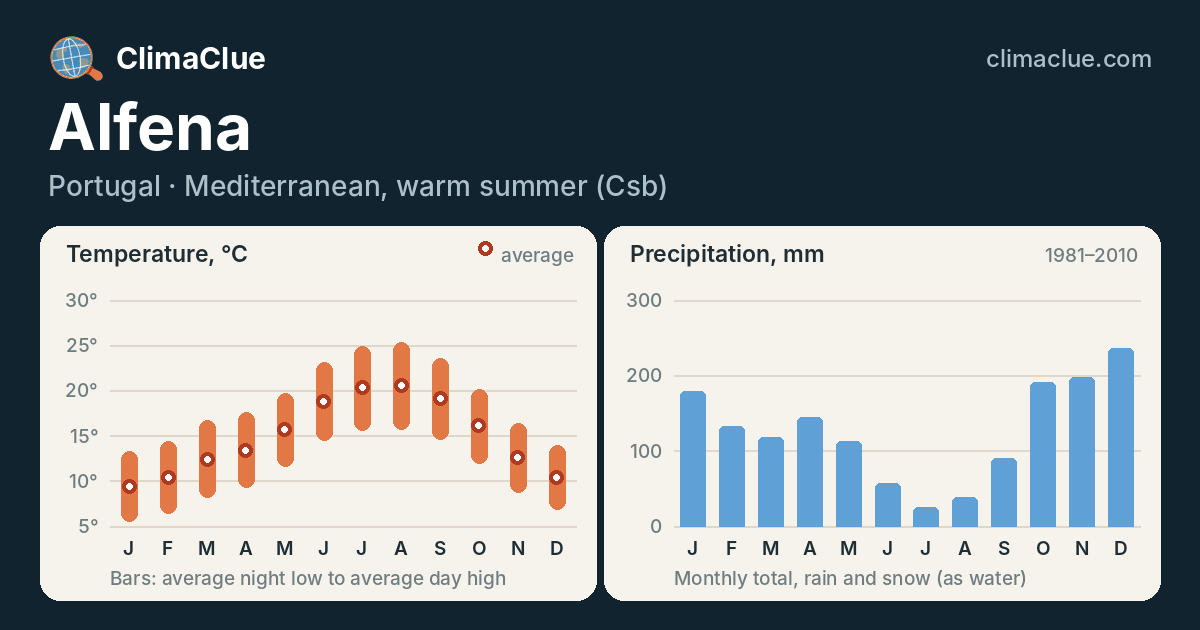 ClimaClue
climaclue.com
Alfena
Portugal · Mediterranean, warm summer (Csb)
Temperature, °C
average
30°
25°
20°
15°
10°
5°
J F M A M J J A S O N D
Bars: average night low to average day high
Precipitation, mm
1981–2010
300
200
100
0
J F M A M J J A S O N D
Monthly total, rain and snow (as water)